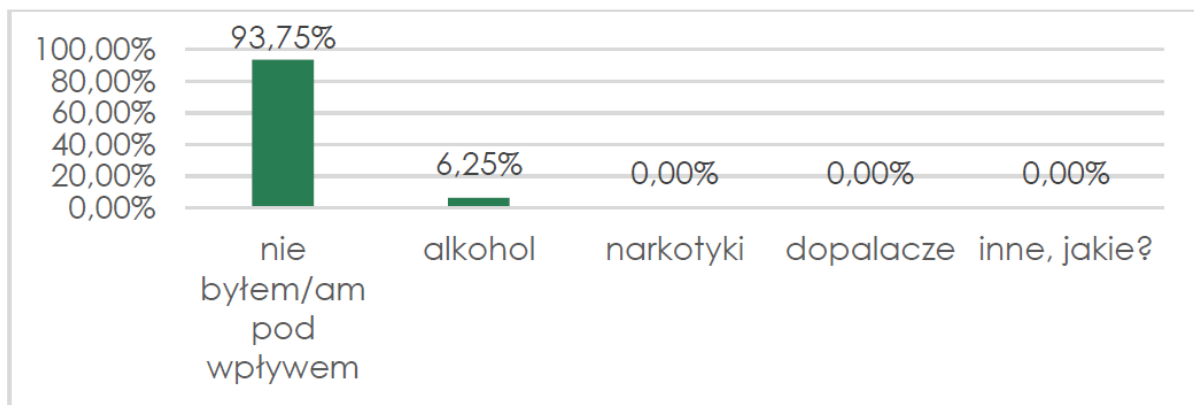 100,00%
80,00%
60,00%
40,00%
20,00%
0,00%
93,75%
6,25%
0,00%
0,00%
0,00%
nie
byłem/am
pod
wpływem
alkohol
narkotyki
dopalacze
inne, jakie?